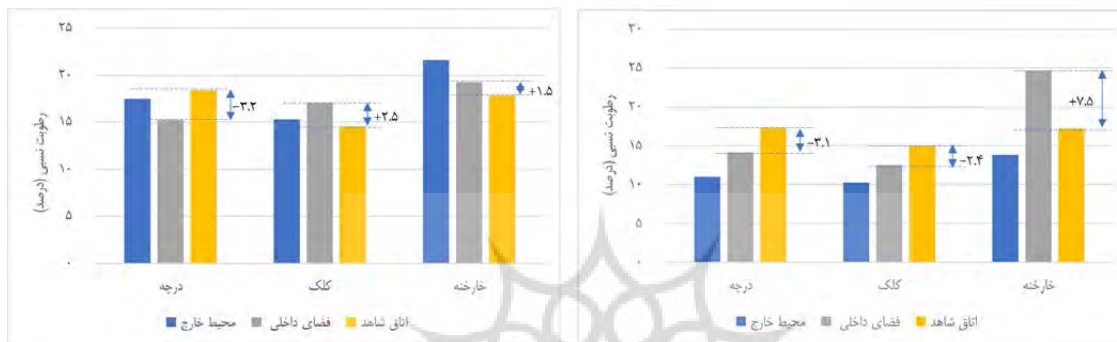 ۲۵
۲۰
۱۵
۱۰
۵
۰
رطوبت نسبی (درصد)
-۳.۲
+۲.۵
+۱.۵
درچه
کلک
خارخته
محیط خارج
فضای داخلی
اتاق شاهد
۳۰
۲۵
۲۰
۱۵
۱۰
۵
۰
رطوبت نسبی (درصد)
-۳.۱
-۲.۴
+۷.۵
درچه
کلک
خارخته
محیط خارج
فضای داخلی
اتاق شاهد